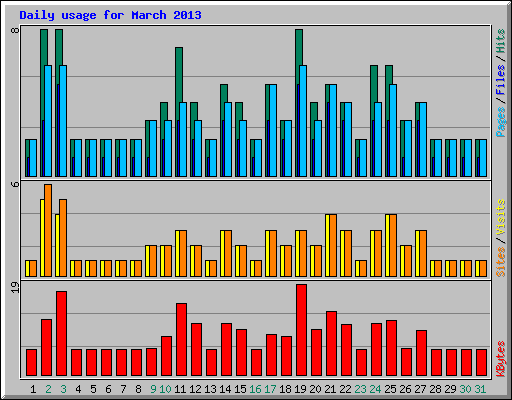 Daily usage for March 2013
8
Pages / Files / Hits
6
Sites / Visits
19
KBytes
1 2 3 4 5 6 7 8 9 10 11 12 13 14 15 16 17 18 19 20 21 22 23 24 25 26 27 28 29 30 31